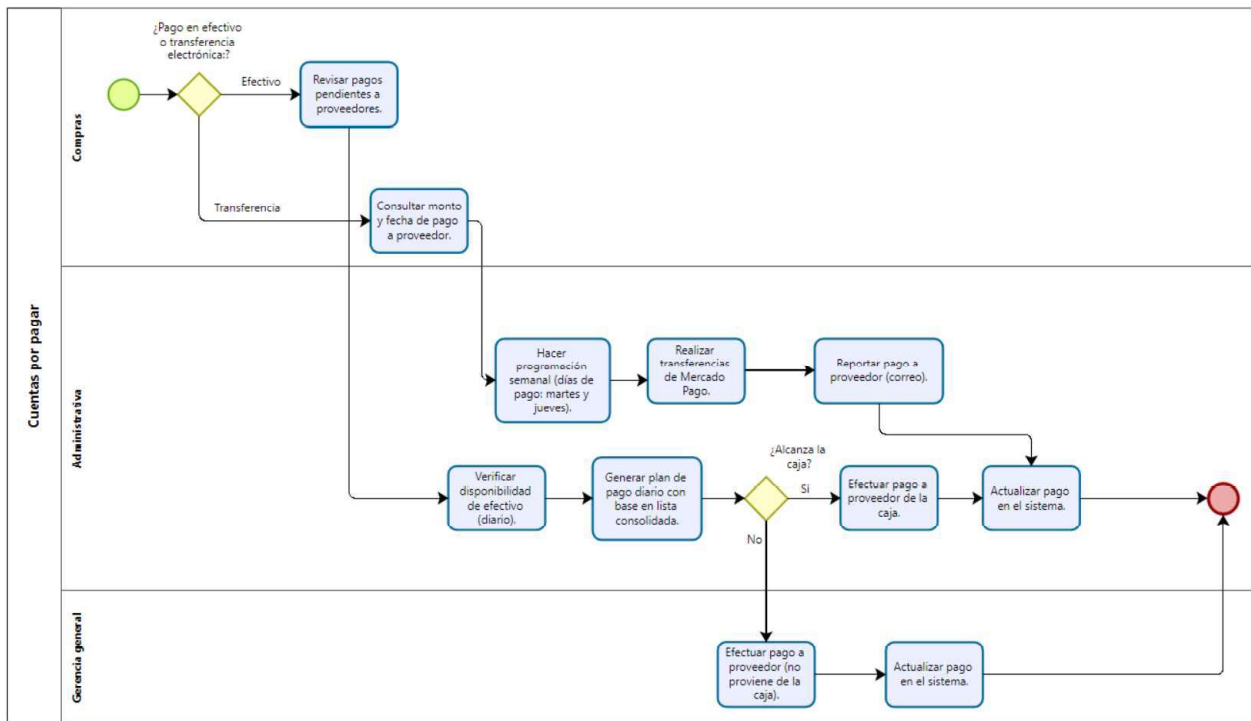 Cuentas por pagar
Compras
¿Pago en efectivo
o transferencia
electrónica:?
Efectivo
Revisar pagos
pendientes a
proveedores.
Transferencia
Consultar monto
y fecha de pago
a proveedor.
Administrativa
Hacer
programación
semanal (días de
pago: martes y
jueves).
Realizar
transferencias
de Mercado
Pago.
Reportar pago a
proveedor (correo).
Verificar
disponibilidad
de efectivo
(diario).
Generar plan de
pago diario con
base en lista
consolidada.
¿Alcanza la
caja?
Sí
No
Efectuar pago a
proveedor de la
caja.
Actualizar pago
en el sistema.
Gerencia general
Efectuar pago a
proveedor (no
proviene de la
caja).
Actualizar pago
en el sistema.